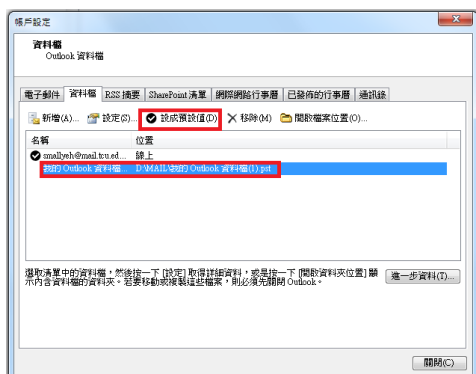 帳戶設定
資料檔
Outlook 資料檔
電子郵件 資料檔 RSS 摘要 SharePoint 清單 網際網路行事曆 已發佈的行事曆 通訊錄
新增(A)... 設定(S)... 設成預設值(D) 移除(M) 開啟檔案位置(O)...
名稱 位置
smallyeh@mail.tcu.ed... 線上
我的 Outlook 資料檔... D:\MAIL\我的 Outlook 資料檔(1).pst
選取清單中的資料檔，然後按一下 [設定] 取得詳細資料，或是按一下 [開啟資料夾位置] 顯
示內含資料檔的資料夾。若要移動或複製這些檔案，則必須先關閉 Outlook。
進一步資料(T)...
關閉(C)